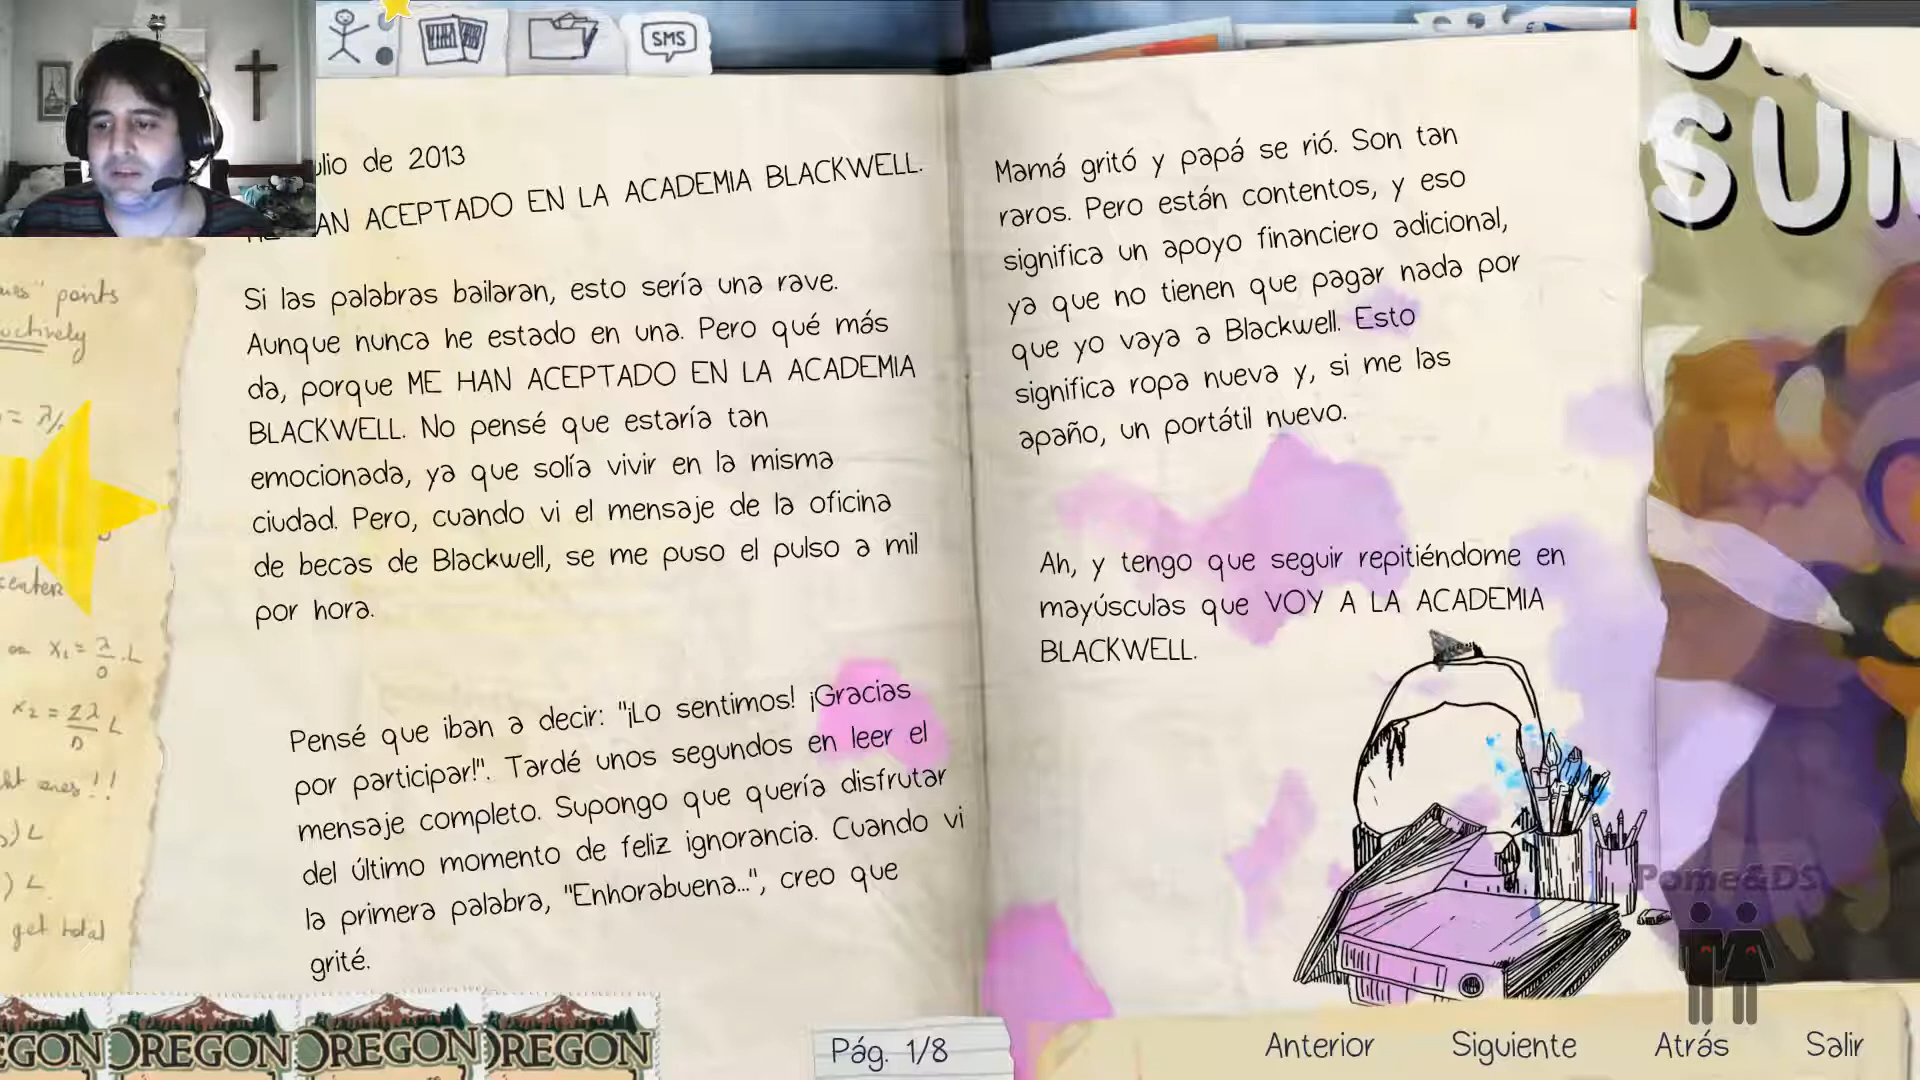 SMS
ulio de 2013
AN ACEPTADO EN LA ACADEMIA BLACKWELL.
Si las palabras bailaran, esto sería una rave.
Aunque nunca he estado en una. Pero qué más
da, porque ME HAN ACEPTADO EN LA ACADEMIA
BLACKWELL. No pensé que estaría tan
emocionada, ya que solía vivir en la misma
ciudad. Pero, cuando vi el mensaje de la oficina
de becas de Blackwell, se me puso el pulso a mil
por hora.
Pensé que iban a decir: "¡Lo sentimos! ¡Gracias
por participar!". Tardé unos segundos en leer el
mensaje completo. Supongo que quería disfrutar
del último momento de feliz ignorancia. Cuando vi
la primera palabra, "Enhorabuena...", creo que
grité.
Mamá gritó y papá se rió. Son tan
raros. Pero están contentos, y eso
significa un apoyo financiero adicional,
ya que no tienen que pagar nada por
que yo vaya a Blackwell. Esto
significa ropa nueva y, si me las
apaño, un portátil nuevo.
Ah, y tengo que seguir repitiéndome en
mayúsculas que VOY A LA ACADEMIA
BLACKWELL.
points
get total
EGON OREGON OREGON OREGON
Pág. 1/8
Anterior Siguiente Atrás Salir
Pome&DS
SUN